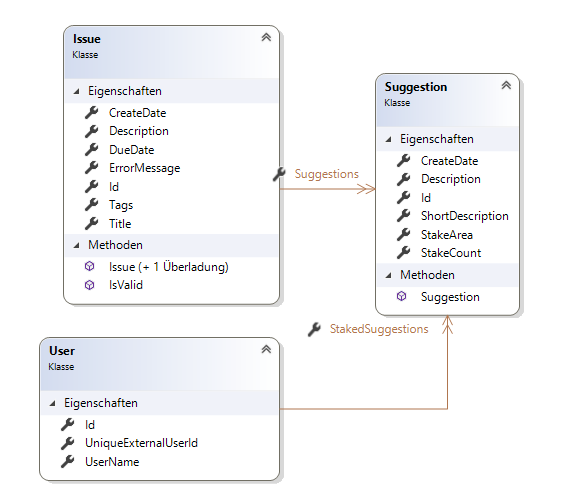 Issue
Klasse
Eigenschaften
CreateDate
Description
DueDate
ErrorMessage
Id
Tags
Title
Methoden
Issue (+ 1 Überladung)
IsValid
Suggestions
Suggestion
Klasse
Eigenschaften
CreateDate
Description
Id
ShortDescription
StakeArea
StakeCount
Methoden
Suggestion
StakedSuggestions
User
Klasse
Eigenschaften
Id
UniqueExternalUserId
UserName